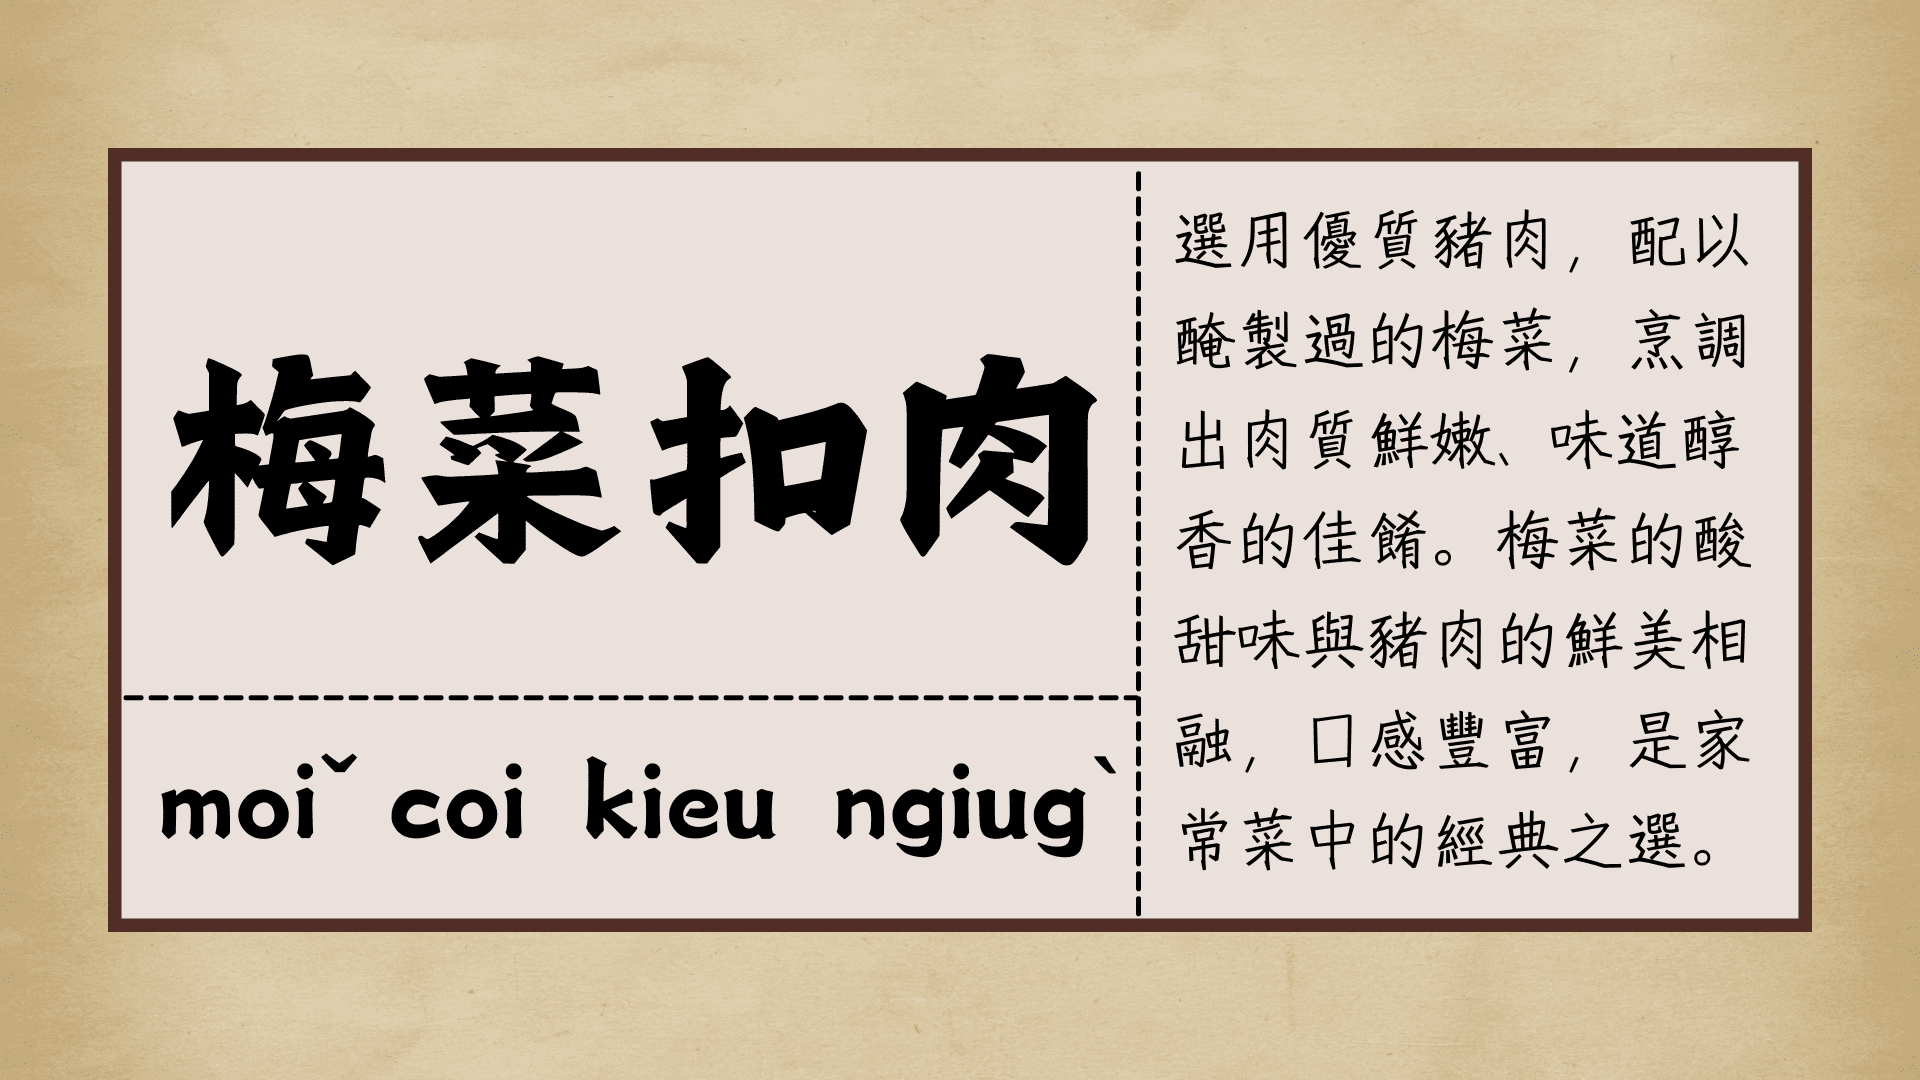 梅菜扣肉
moiˇ coi kieu ngiugˋ
選用優質豬肉，配以
醃製過的梅菜，烹調
出肉質鮮嫩、味道醇
香的佳餚。梅菜的酸
甜味與豬肉的鮮美相
融，口感豐富，是家
常菜中的經典之選。